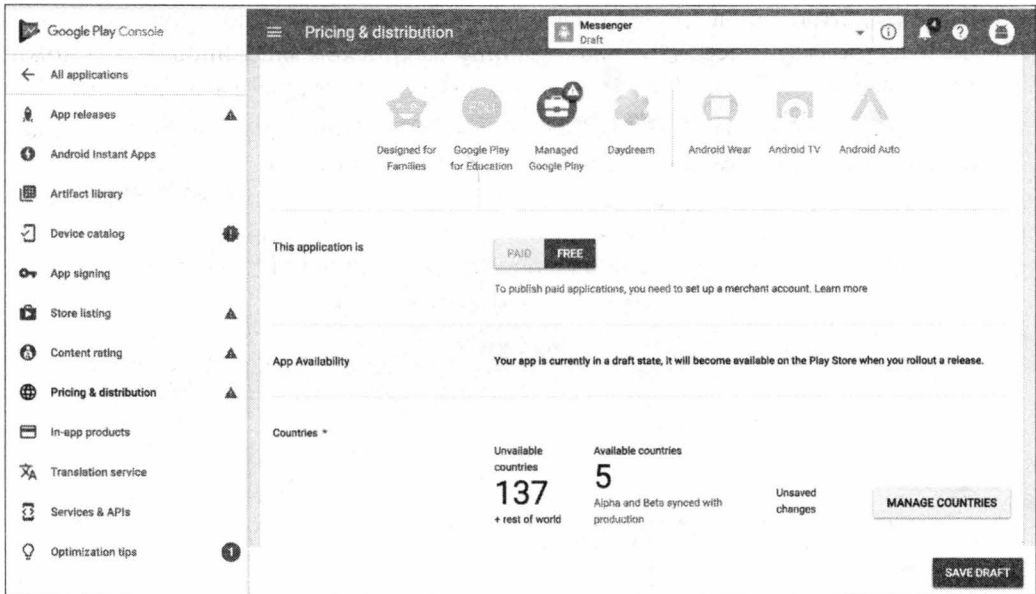 Google Play Console
Pricing & distribution
Messenger
Draft
4
All applications
App releases
Android Instant Apps
Artifact library
Device catalog
App signing
Store listing
Content rating
Pricing & distribution
In-app products
Translation service
Services & APIs
Optimization tips
1
EDU
Designed for
Families
Google Play
for Education
Managed
Google Play
Daydream
Android Wear
Android TV
Android Auto
This application is
PAID
FREE
To publish paid applications, you need to set up a merchant account. Learn more
App Availability
Your app is currently in a draft state, it will become available on the Play Store when you rollout a release.
Countries *
Unvailable
countries
137
+ rest of world
Available countries
5
Alpha and Beta synced with
production
Unsaved
changes
MANAGE COUNTRIES
SAVE DRAFT